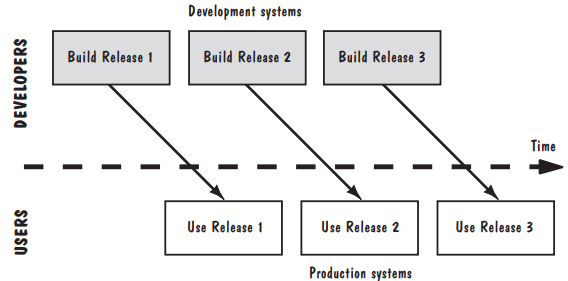 Development systems
DEVELOPERS
Build Release 1
Build Release 2
Build Release 3
Time
USERS
Use Release 1
Use Release 2
Use Release 3
Production systems